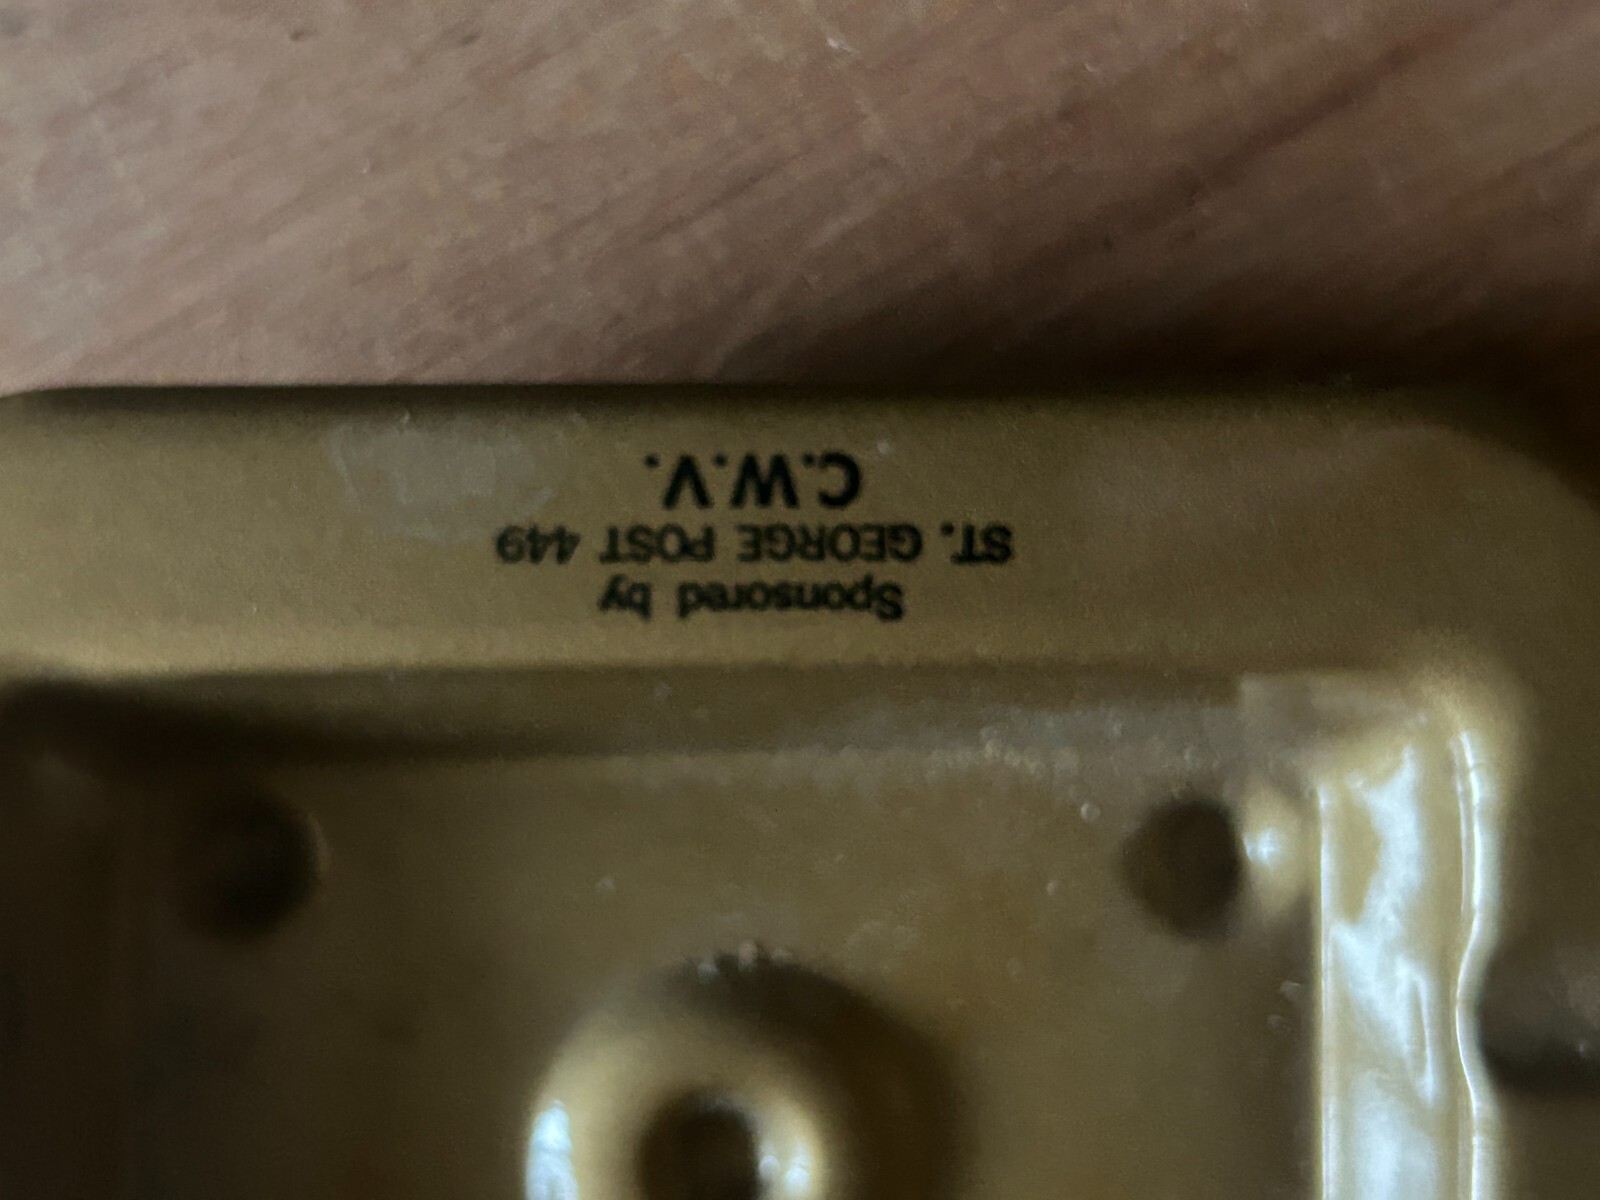 Sponsored by
ST. GEORGE POST 449
C.W.V.